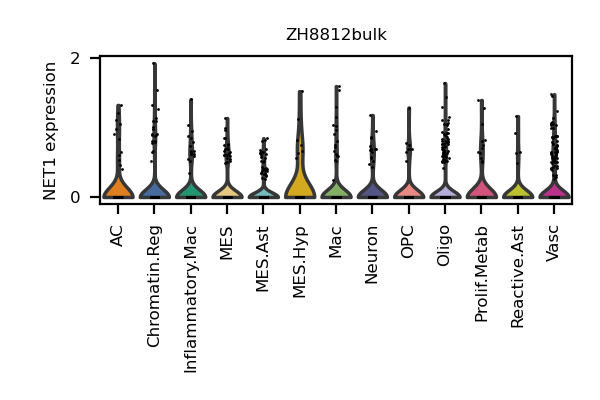 ZH8812bulk
NET1 expression
2
0
AC
Chromatin.Reg
Inflammatory.Mac
MES
MES.Ast
MES.Hyp
Mac
Neuron
OPC
Oligo
Prolif.Metab
Reactive.Ast
Vasc